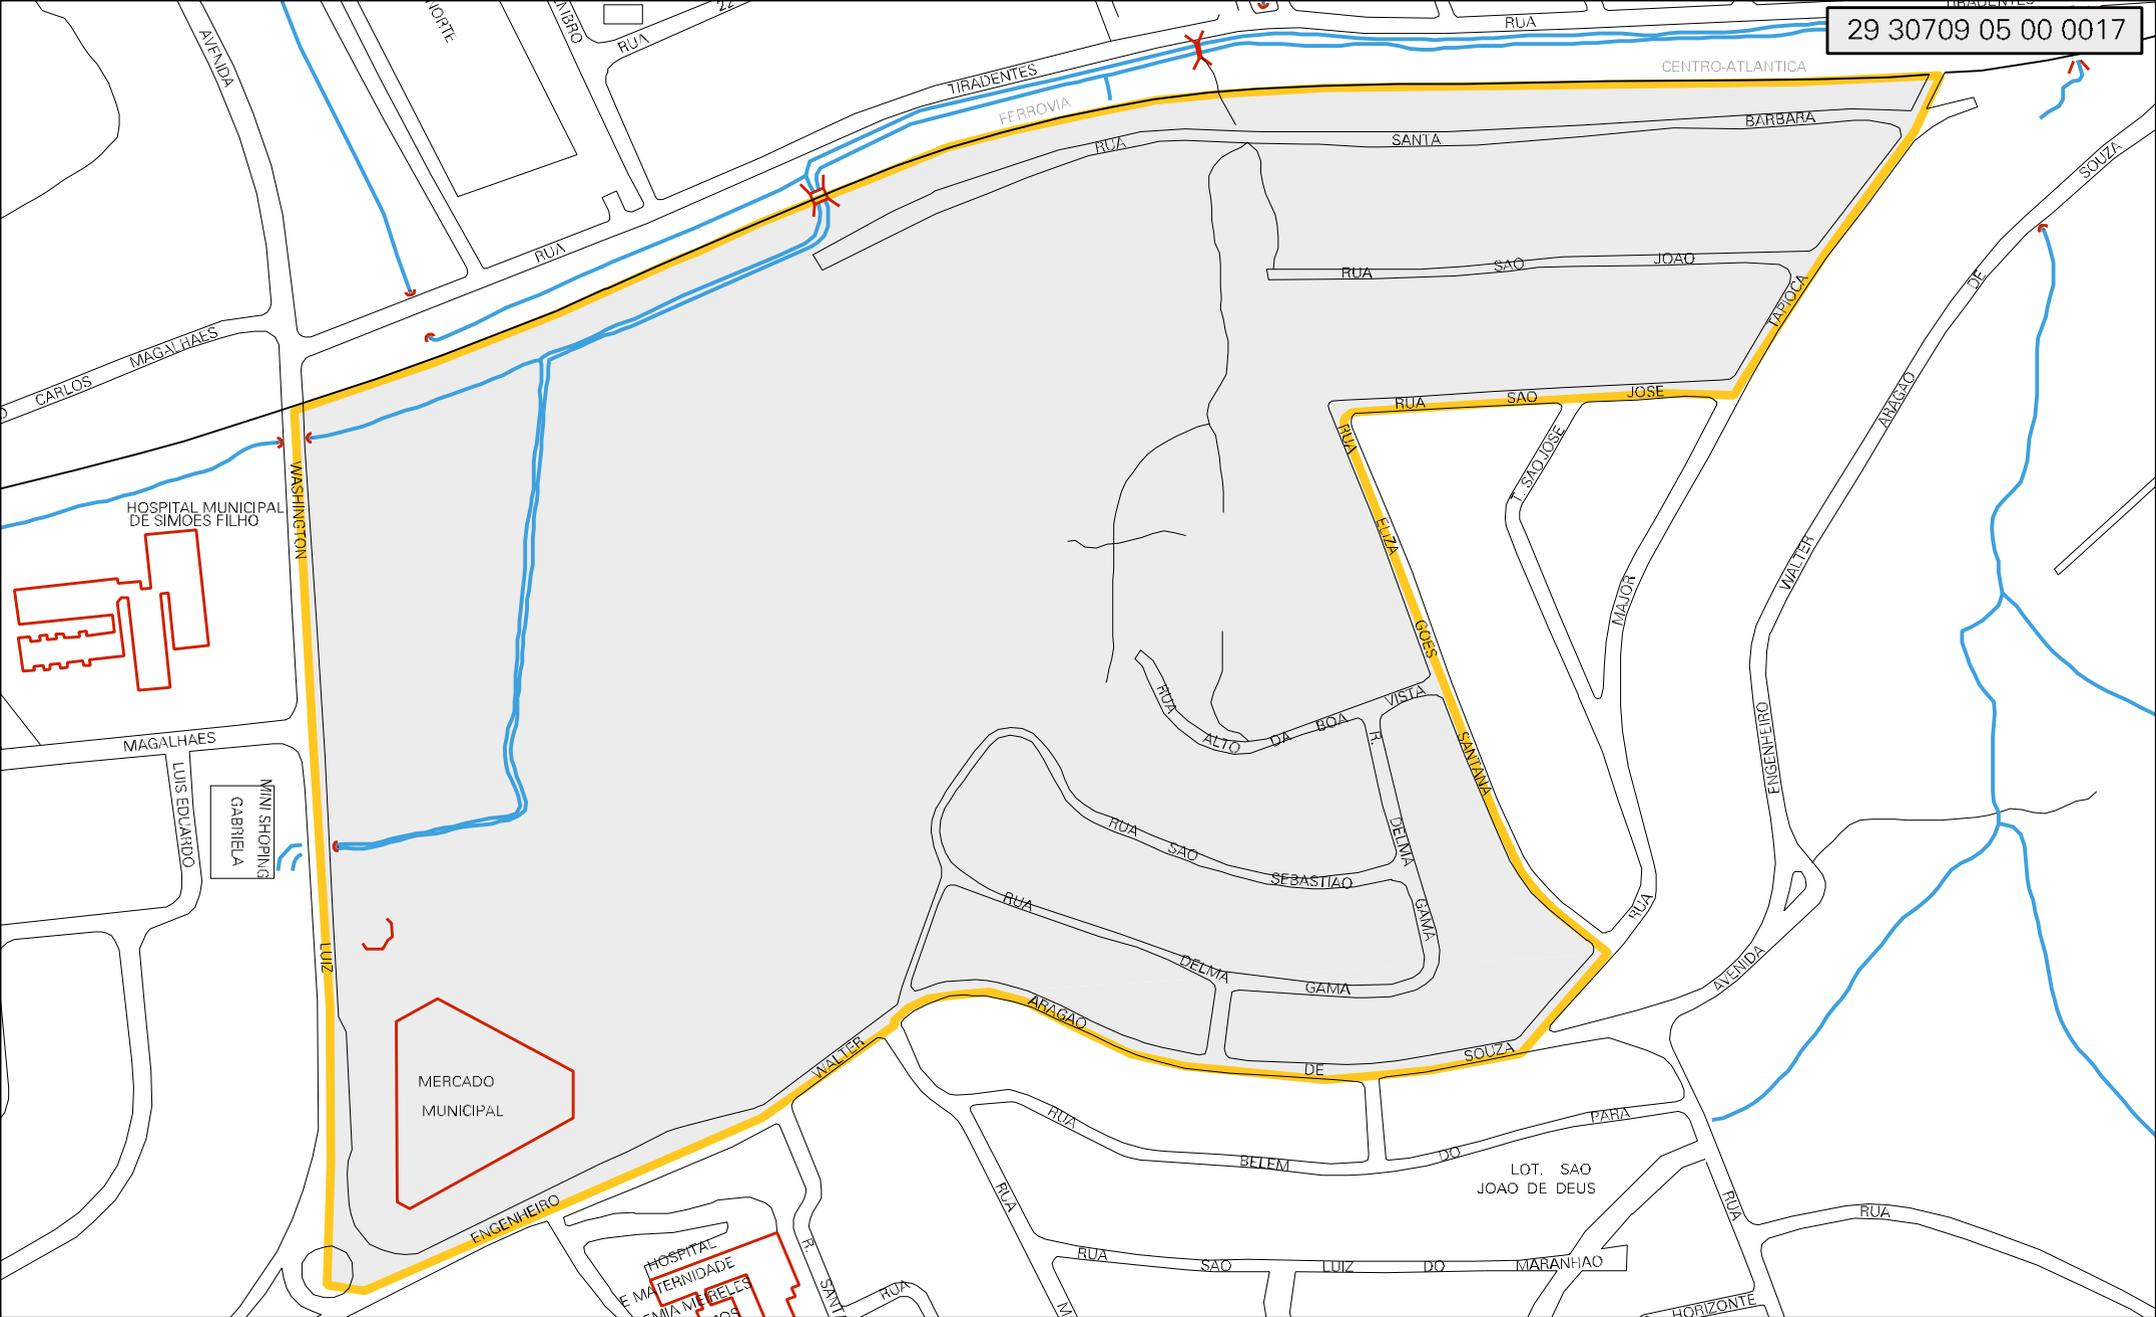 29 30709 05 00 0017
NORTE
RUA
RUA
AVENIDA
TIRADENTES
FERROVIA
CENTRO-ATLANTICA
RUA
SANTA
BARBARA
SOUZA
RUA
RUA
SAO
JOAO
DE
TAPIOCA
CARLOS
MAGALHAES
RUA
SAO
JOSE
ARAGAO
RUA
T. SAO JOSE
WASHINGTON
HOSPITAL MUNICIPAL
DE SIMOES FILHO
ELIZA
WALTER
MAJOR
GOES
RUA
ALTO
DA
BOA
VISTA
MAGALHAES
R.
SANTANA
ENGENHEIRO
LUIS EDUARDO
MINI SHOPING
GABRIELA
RUA
SAO
SEBASTIAO
DELMA
RUA
GAMA
RUA
LUIZ
DELMA
GAMA
AVENIDA
ARAGAO
WALTER
DE
SOUZA
MERCADO
MUNICIPAL
RUA
BELEM
DO
PARA
LOT. SAO
JOAO DE DEUS
RUA
RUA
RUA
ENGENHEIRO
HOSPITAL
E MATERNIDADE
R.
RUA
SAO
LUIZ
DO
MARANHAO
RUA
HORIZONTE